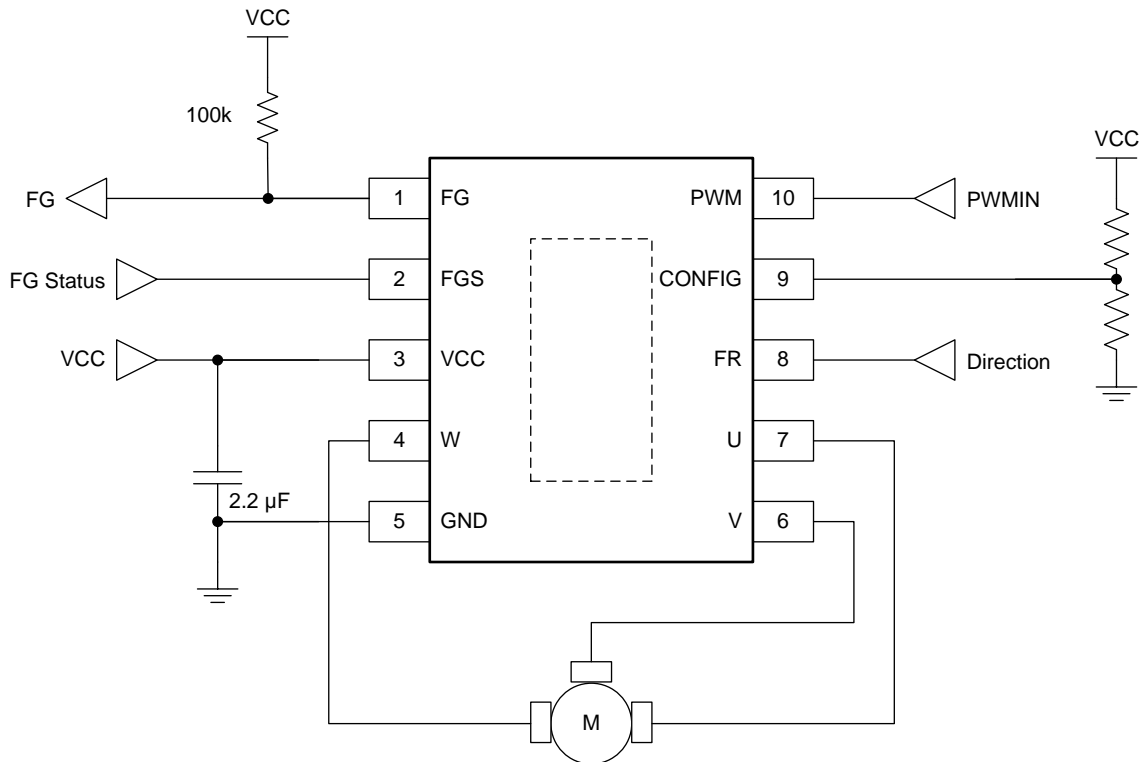 VCC
100k
VCC
FG
1
FG
PWM
10
PWMIN
FG Status
2
FGS
CONFIG
9
VCC
3
VCC
FR
8
Direction
4
W
U
7
2.2 µF
5
GND
V
6
M